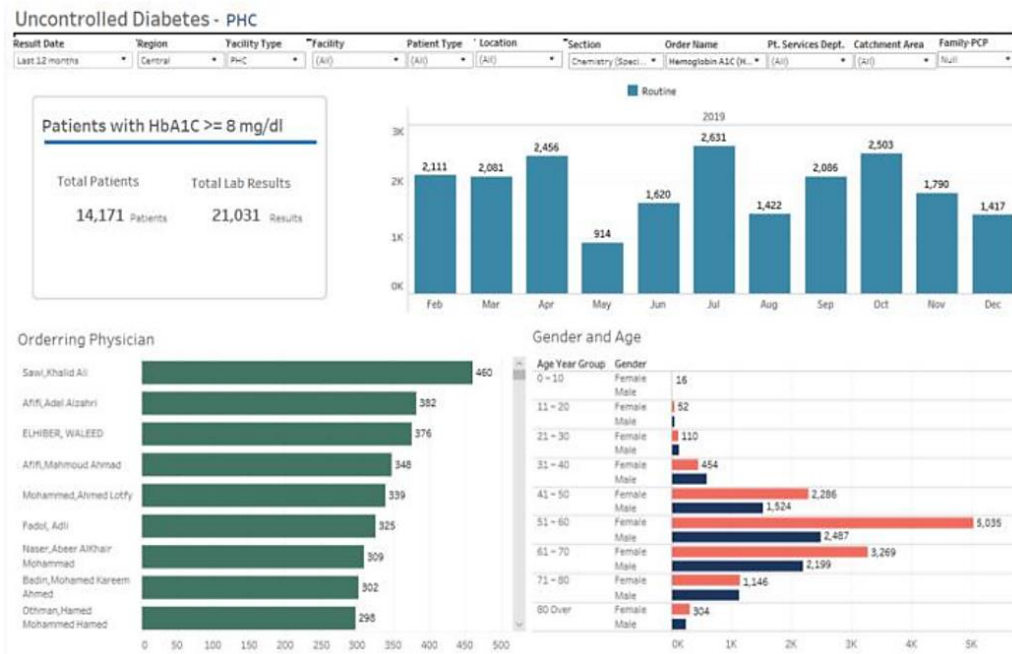 Uncontrolled Diabetes - PHC
Result Date Region Facility Type Facility Patient Type Location Section Order Name Pt. Services Dept. Catchment Area Family-PCP
Last 12 months Central PHC (All) (All) (All) Chemistry (Speci... Hemoglobin A1C (H... (All) (All) Null
Routine
Patients with HbA1C >= 8 mg/dl
Total Patients Total Lab Results
14,171 Patients 21,031 Results
2019
3K
2K
1K
0K
2,111 2,081 2,456 914 1,620 2,631 1,422 2,086 2,503 1,790 1,417
Feb Mar Apr May Jun Jul Aug Sep Oct Nov Dec
Orderring Physician
Sawi,Khalid Ali 460
Afifi,Adel Alzahri 382
ELHIBER, WALEED 376
Afifi,Mahmoud Ahmad 348
Mohammed,Ahmed Lotfy 339
Fadol, Adli 325
Naser,Abeer AlKhair
Mohammad 309
Badin,Mohamed Kareem
Ahmed 302
Othman,Hamed
Mohammed Hamed 298
0 50 100 150 200 250 300 350 400 450 500
Gender and Age
Age Year Group Gender
0 - 10 Female 16
Male
11 - 20 Female 52
Male
21 - 30 Female 110
Male
31 - 40 Female 454
Male
41 - 50 Female 2,286
Male 1,524
51 - 60 Female 5,035
Male 2,487
61 - 70 Female 3,269
Male 2,199
71 - 80 Female 1,146
Male
80 Over Female 304
Male
0K 1K 2K 3K 4K 5K